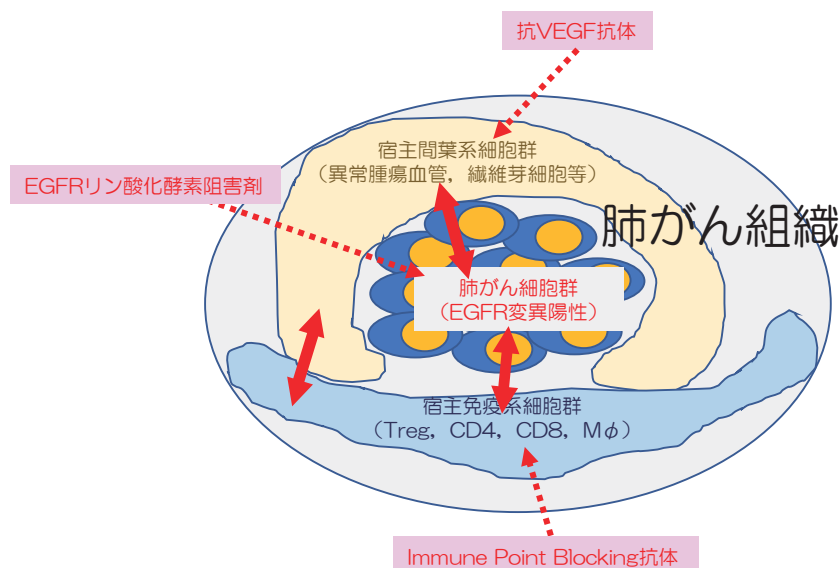 抗VEGF抗体
宿主間葉系細胞群
（異常腫瘍血管，繊維芽細胞等）
EGFRリン酸化酵素阻害剤
肺がん組織
肺がん細胞群
（EGFR変異陽性）
宿主免疫系細胞群
（Treg，CD4，CD8，Mφ）
Immune Point Blocking抗体